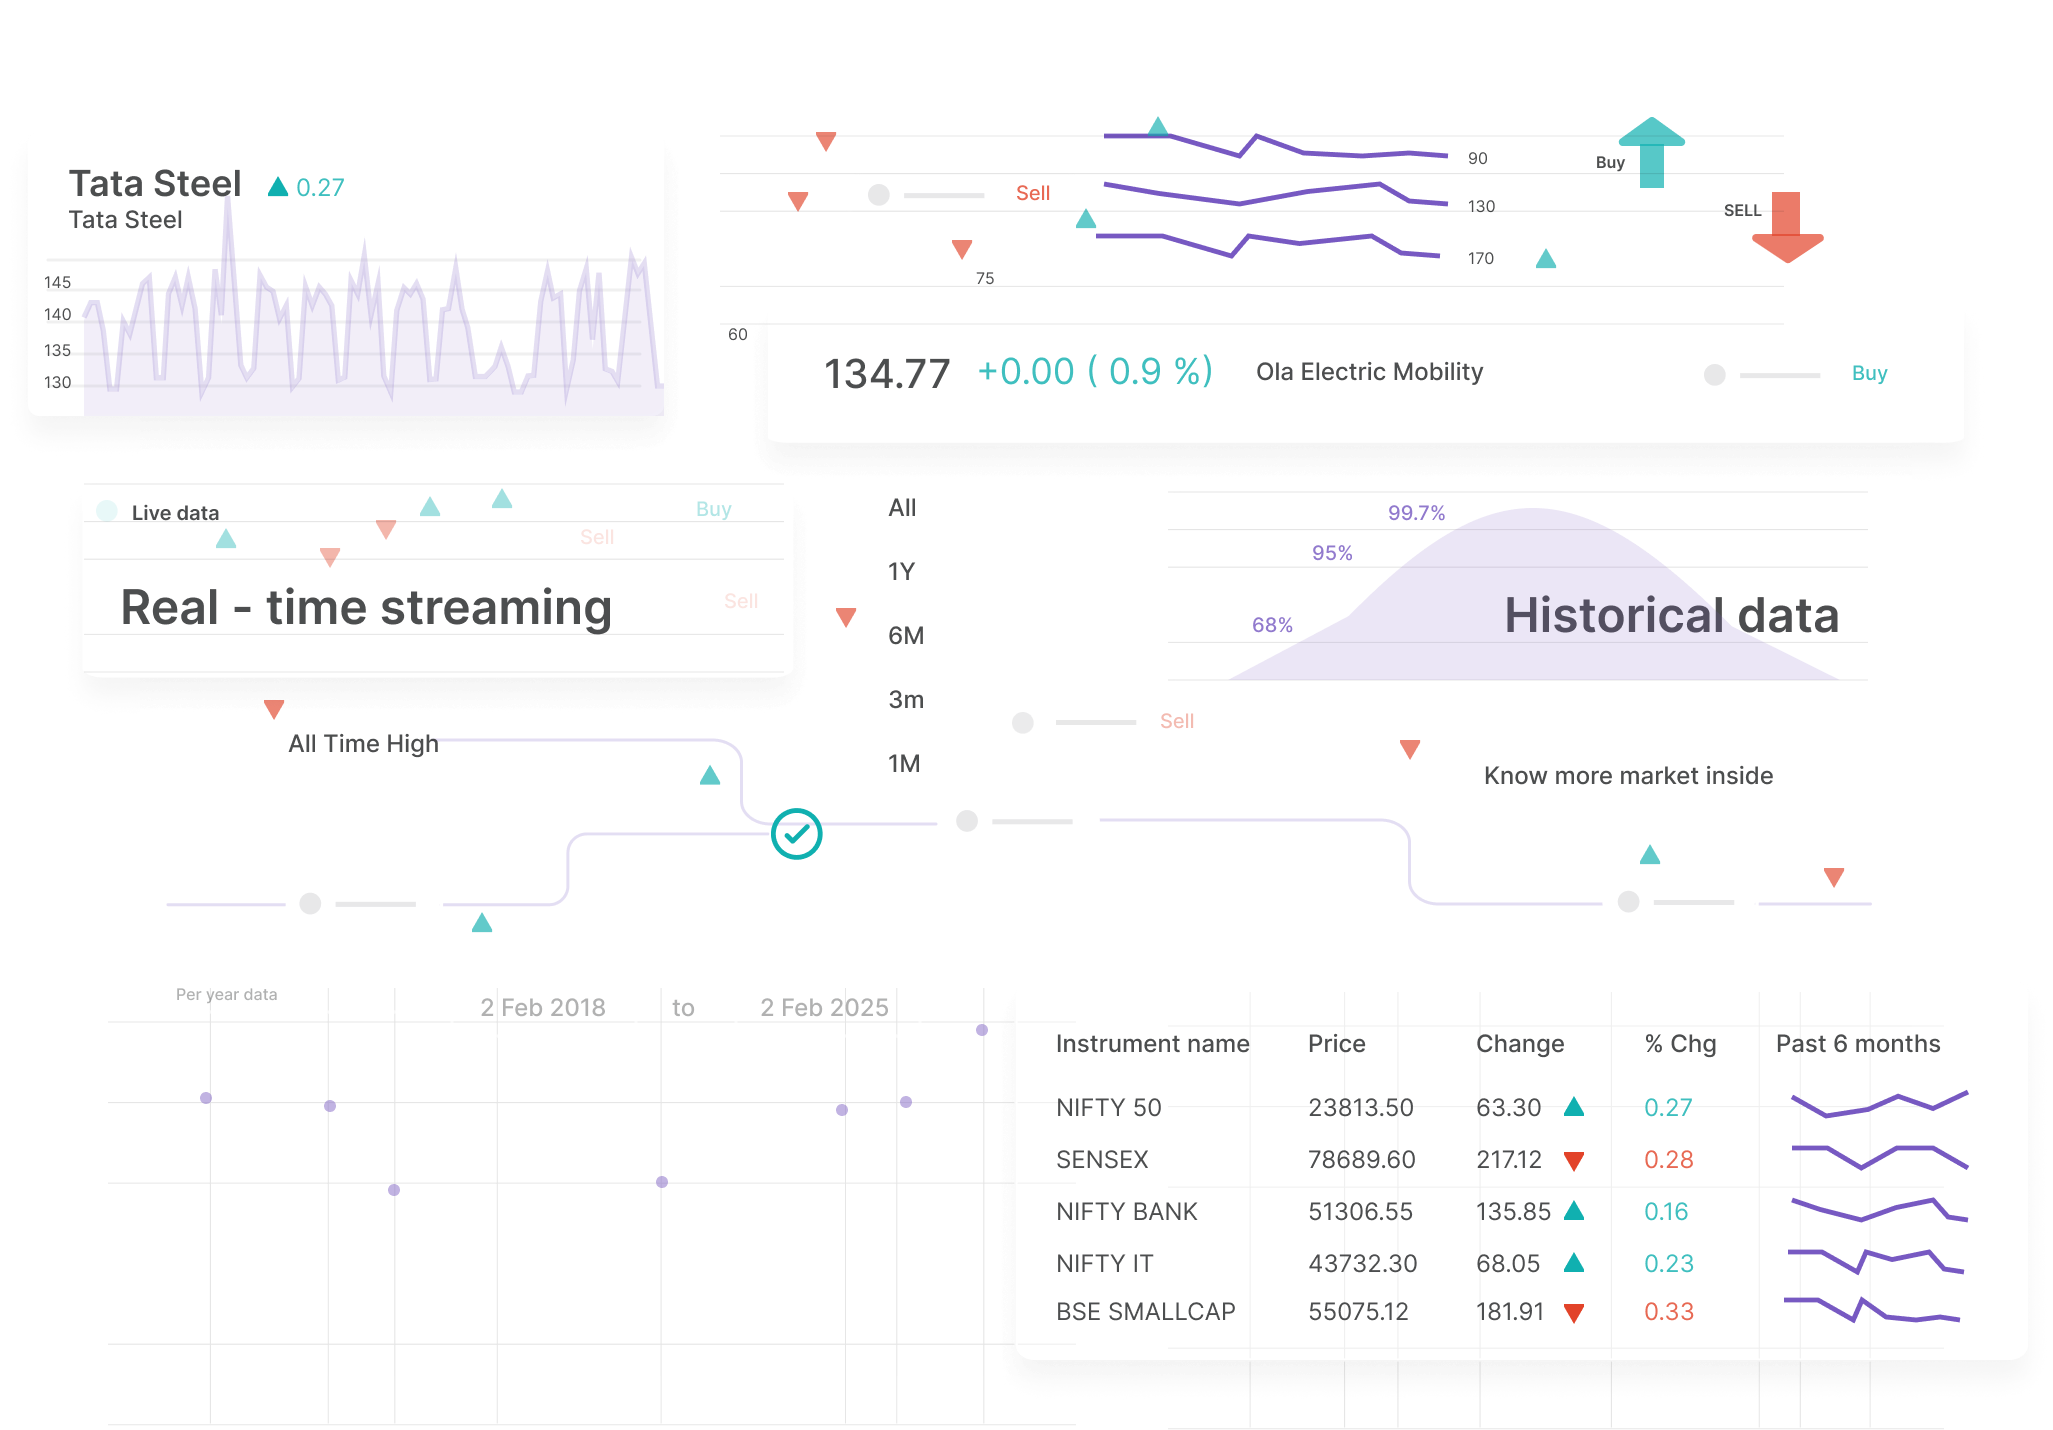 Tata Steel 0.27
Tata Steel
145
140
135
130
90
Buy
Sell
130
SELL
170
75
60
134.77 +0.00 ( 0.9 %) Ola Electric Mobility Buy
Live data
Buy
Sell
Real - time streaming
Sell
All
1Y
6M
3m
1M
99.7%
95%
68%
Historical data
Sell
All Time High
Know more market inside
Per year data
2 Feb 2018 to 2 Feb 2025
Instrument name Price Change % Chg Past 6 months
NIFTY 50 23813.50 63.30 0.27
SENSEX 78689.60 217.12 0.28
NIFTY BANK 51306.55 135.85 0.16
NIFTY IT 43732.30 68.05 0.23
BSE SMALLCAP 55075.12 181.91 0.33